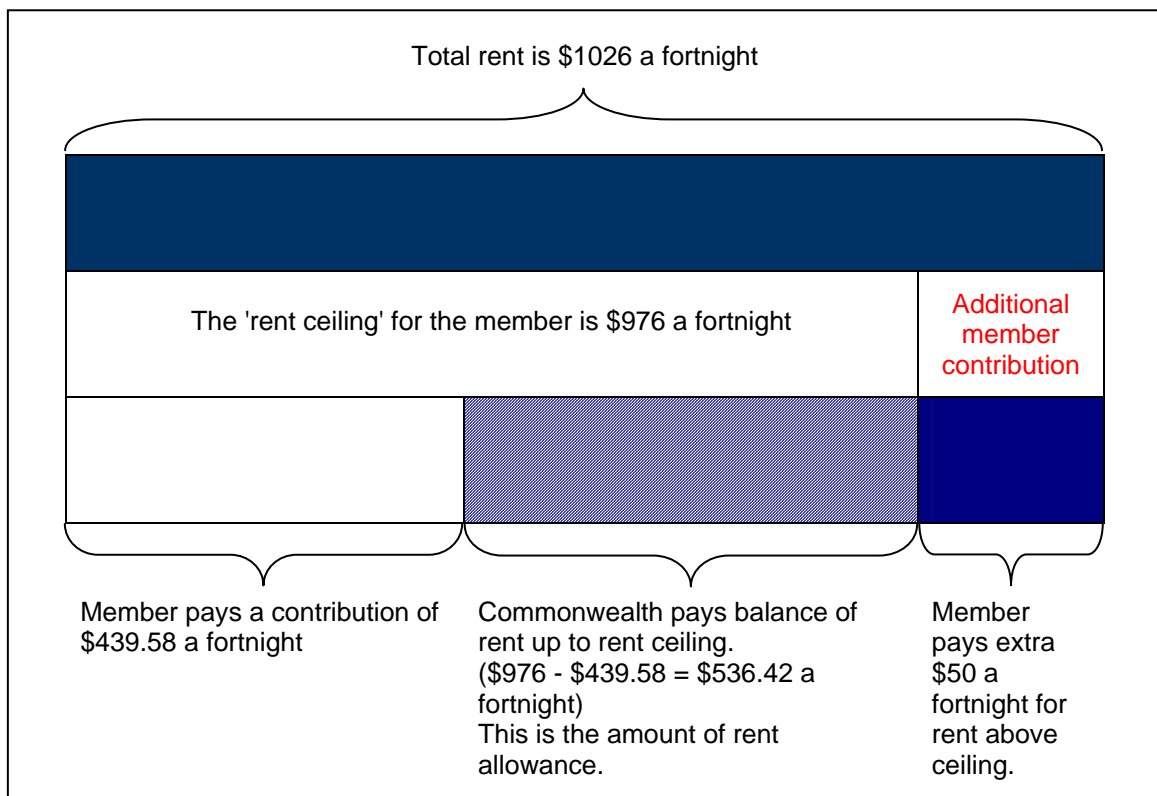 Total rent is $1026 a fortnight
The 'rent ceiling' for the member is $976 a fortnight
Additional
member
contribution
Member pays a contribution of
$439.58 a fortnight
Commonwealth pays balance of
rent up to rent ceiling.
($976 - $439.58 = $536.42 a
fortnight)
This is the amount of rent
allowance.
Member
pays extra
$50 a
fortnight for
rent above
ceiling.